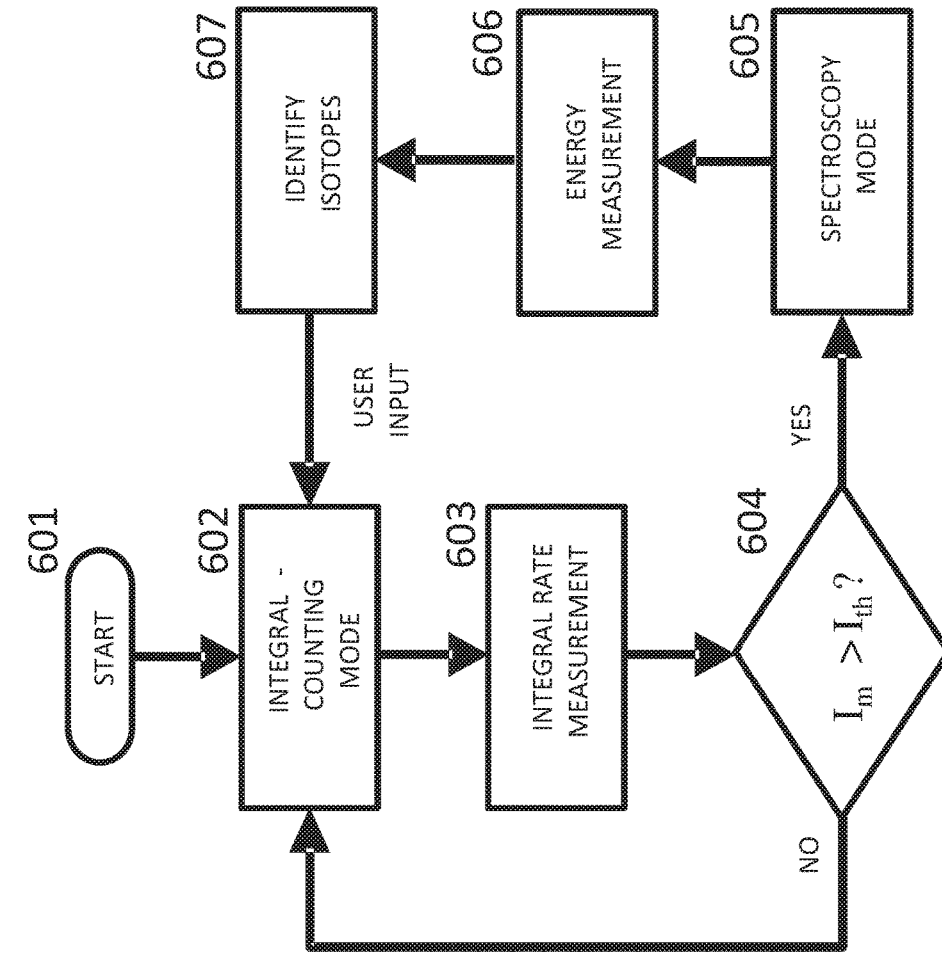 601
START
602
INTEGRAL -
COUNTING
MODE
603
INTEGRAL RATE
MEASUREMENT
604
Im > Ith ?
NO
YES
605
SPECTROSCOPY
MODE
606
ENERGY
MEASUREMENT
607
IDENTIFY
ISOTOPES
USER
INPUT